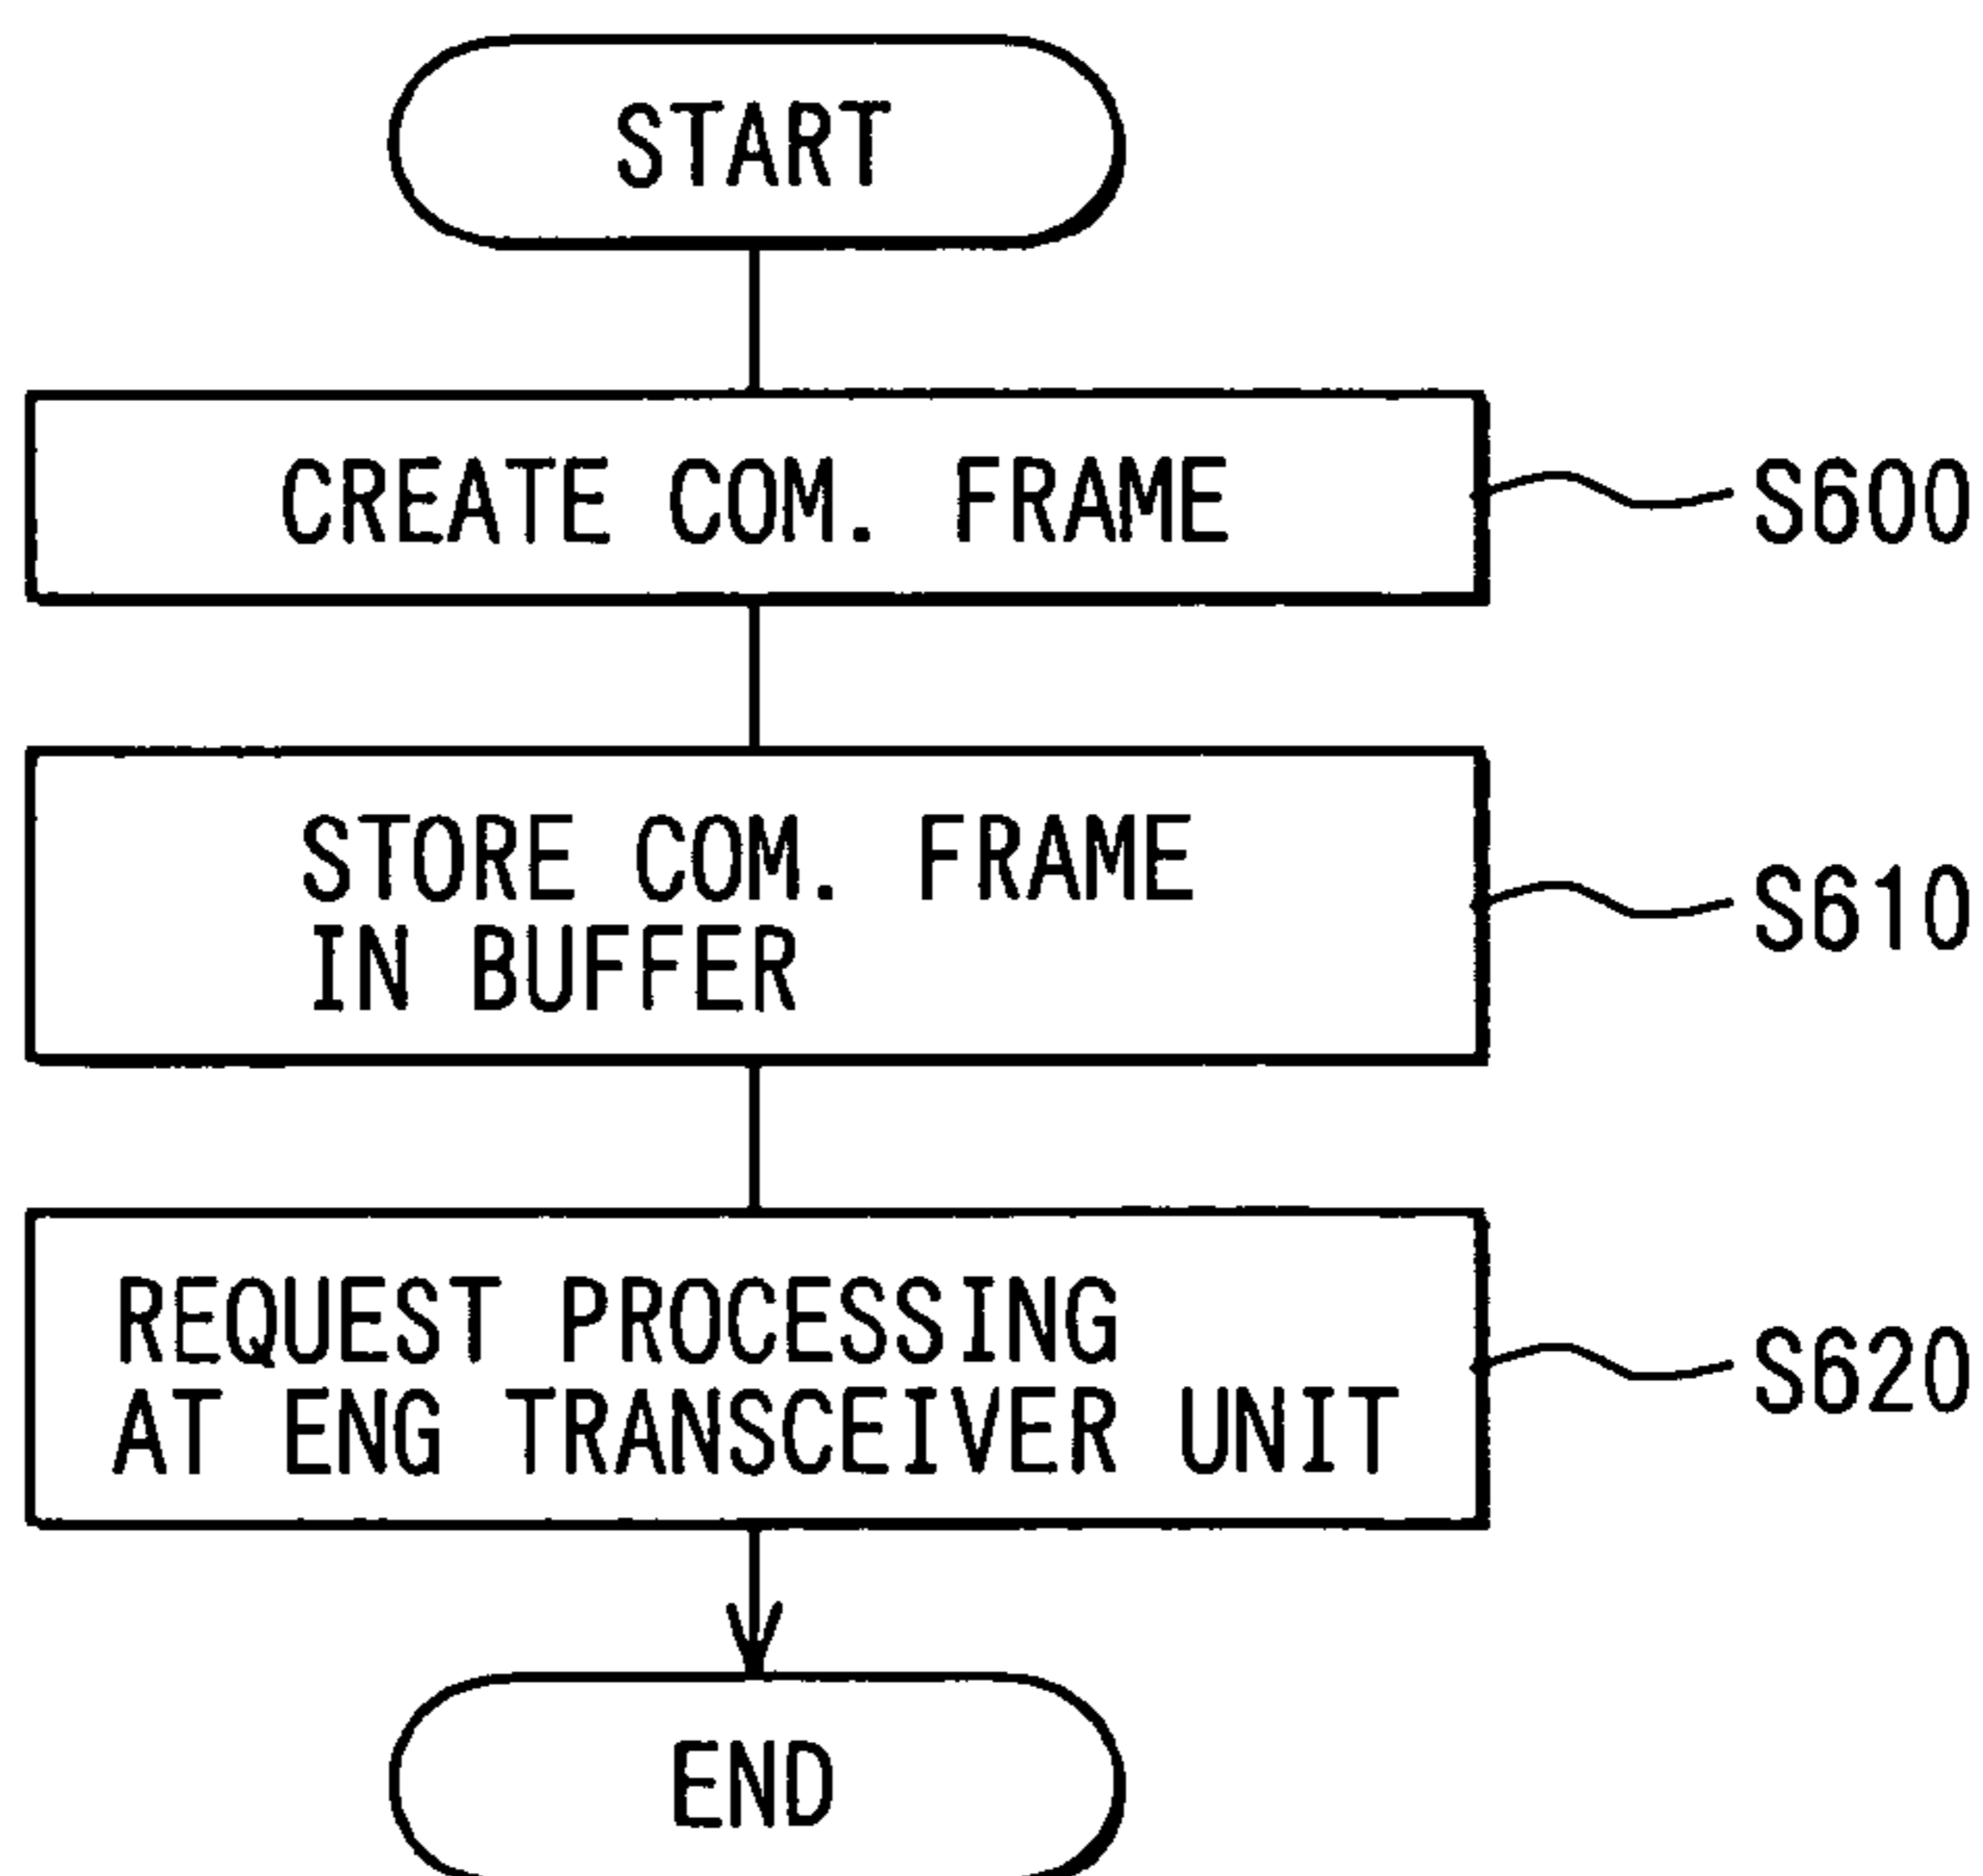 START
CREATE COM. FRAME
S600
STORE COM. FRAME
IN BUFFER
S610
REQUEST PROCESSING
AT ENG TRANSCEIVER UNIT
S620
END